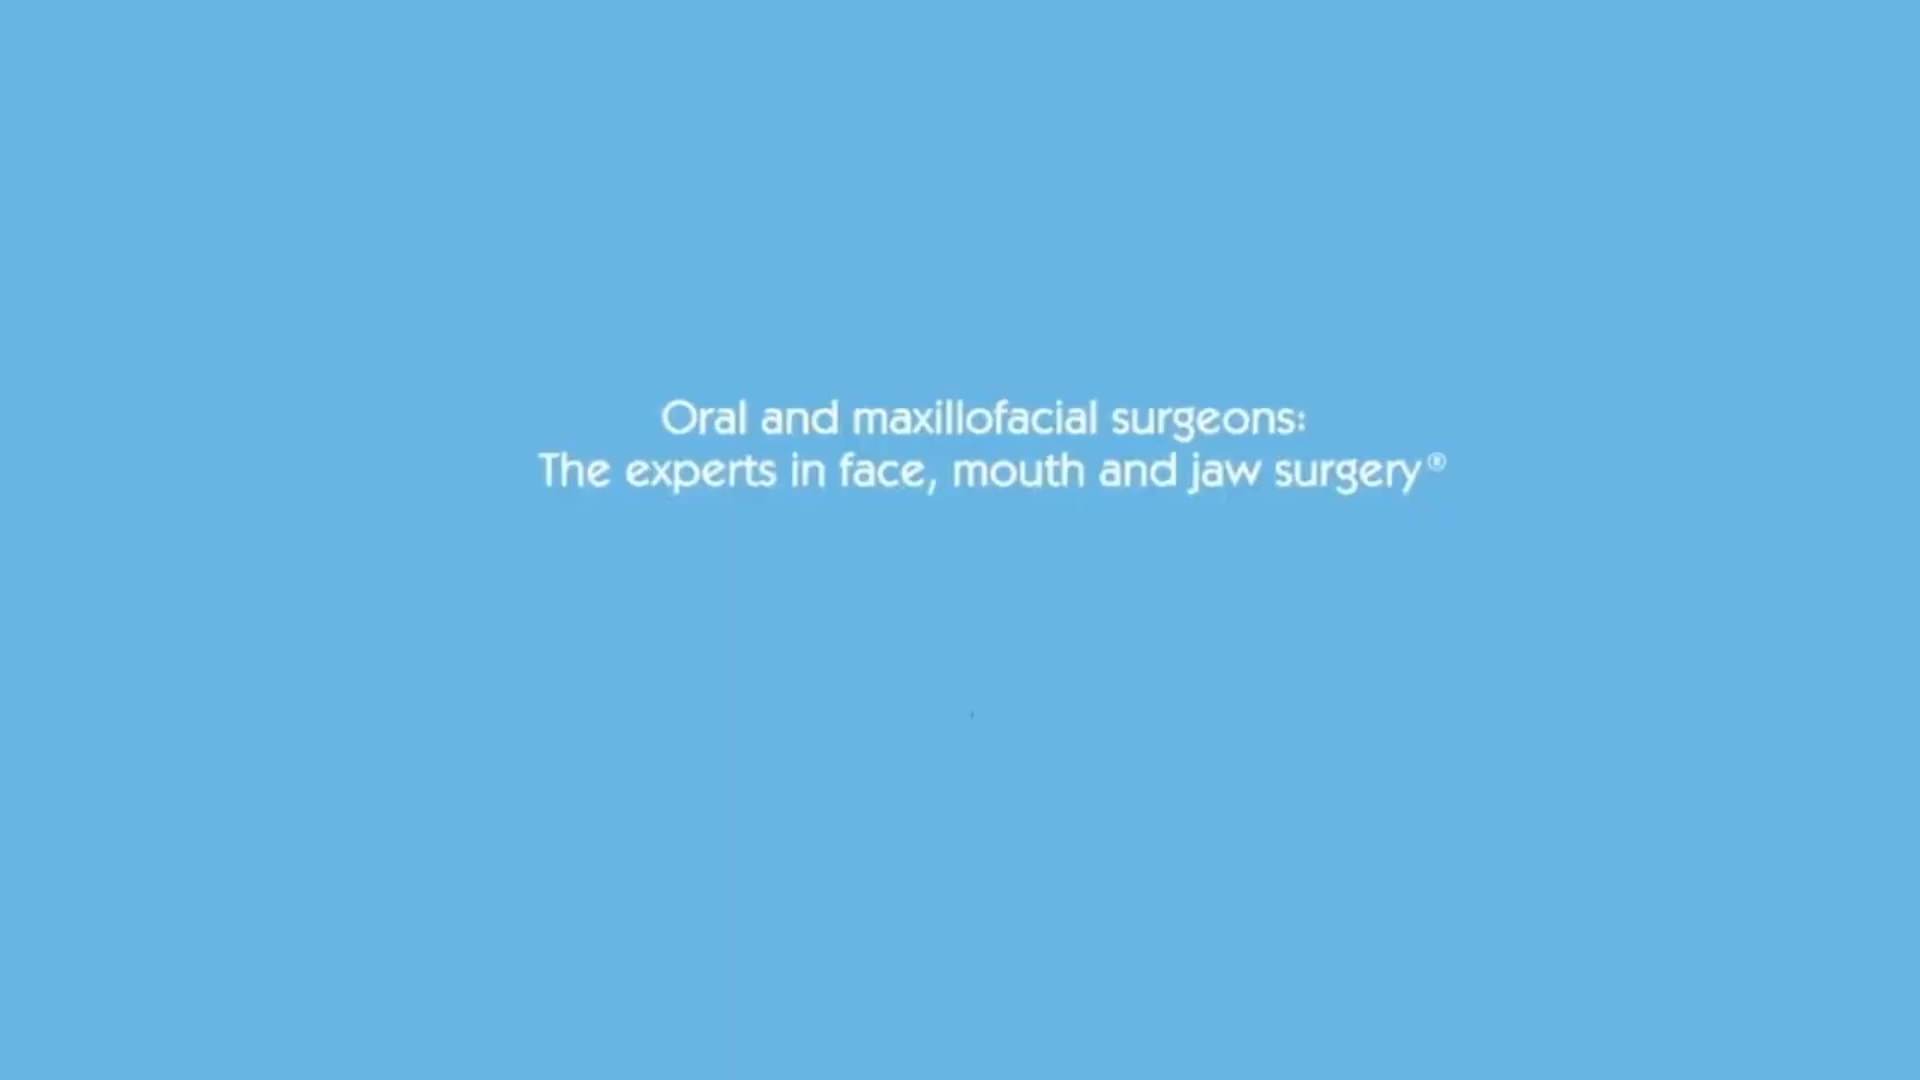 Oral and maxillofacial surgeons:
The experts in face, mouth and jaw surgery®